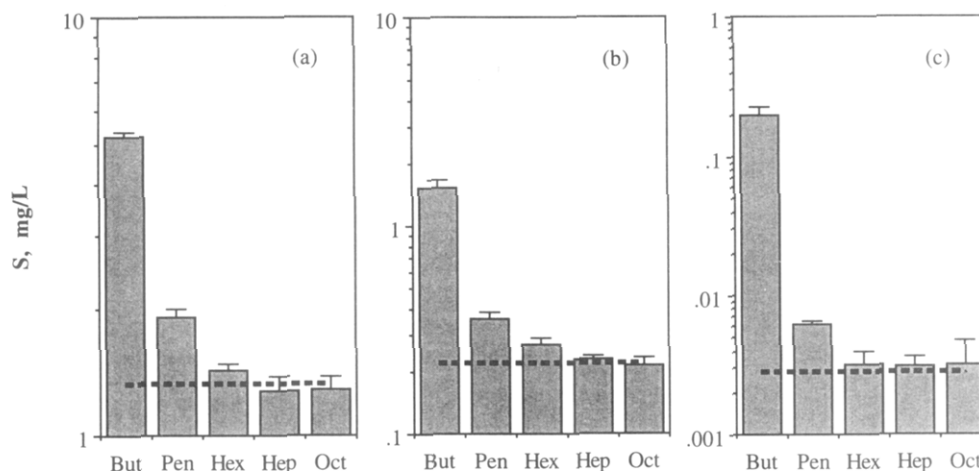 10
10
1
(a)
(b)
(c)
.1
S, mg/L
1
.01
1
.1
.001
But Pen Hex Hep Oct
But Pen Hex Hep Oct
But Pen Hex Hep Oct